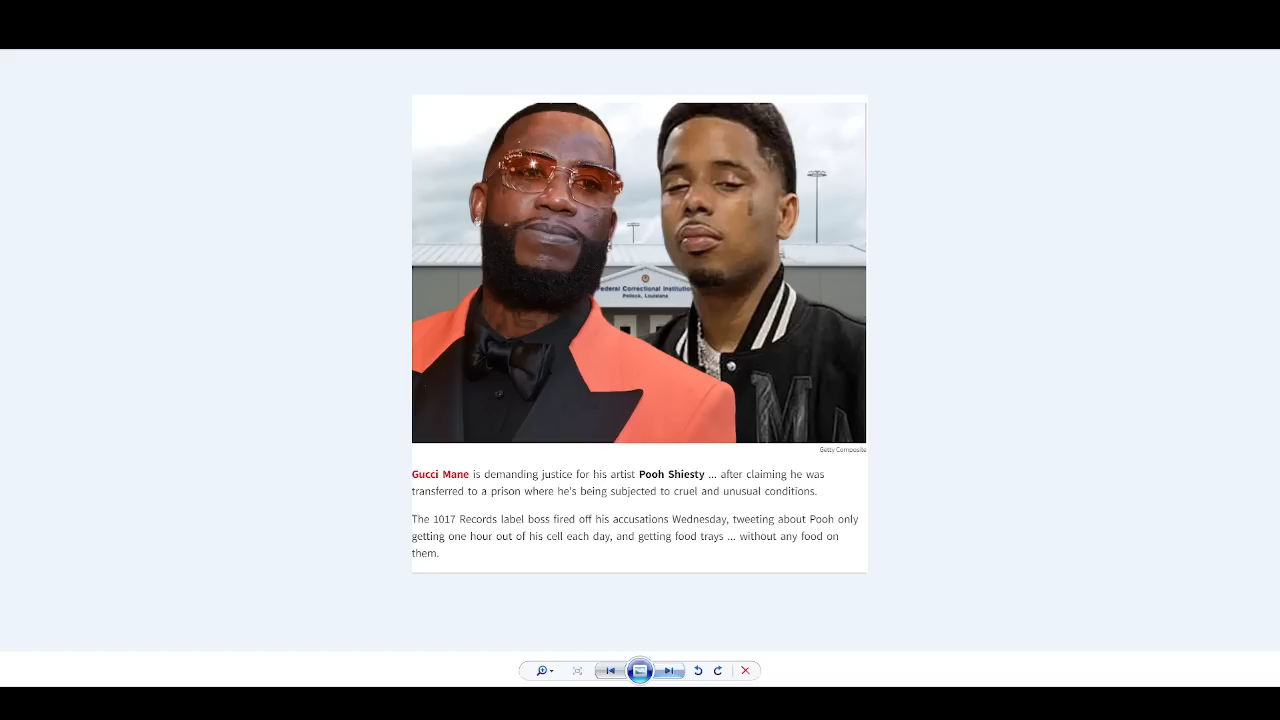 Federal Correctional Institution
Pollock, Louisiana
M
Getty Composite
Gucci Mane is demanding justice for his artist Pooh Shiesty ... after claiming he was
transferred to a prison where he's being subjected to cruel and unusual conditions.
The 1017 Records label boss fired off his accusations Wednesday, tweeting about Pooh only
getting one hour out of his cell each day, and getting food trays ... without any food on
them.